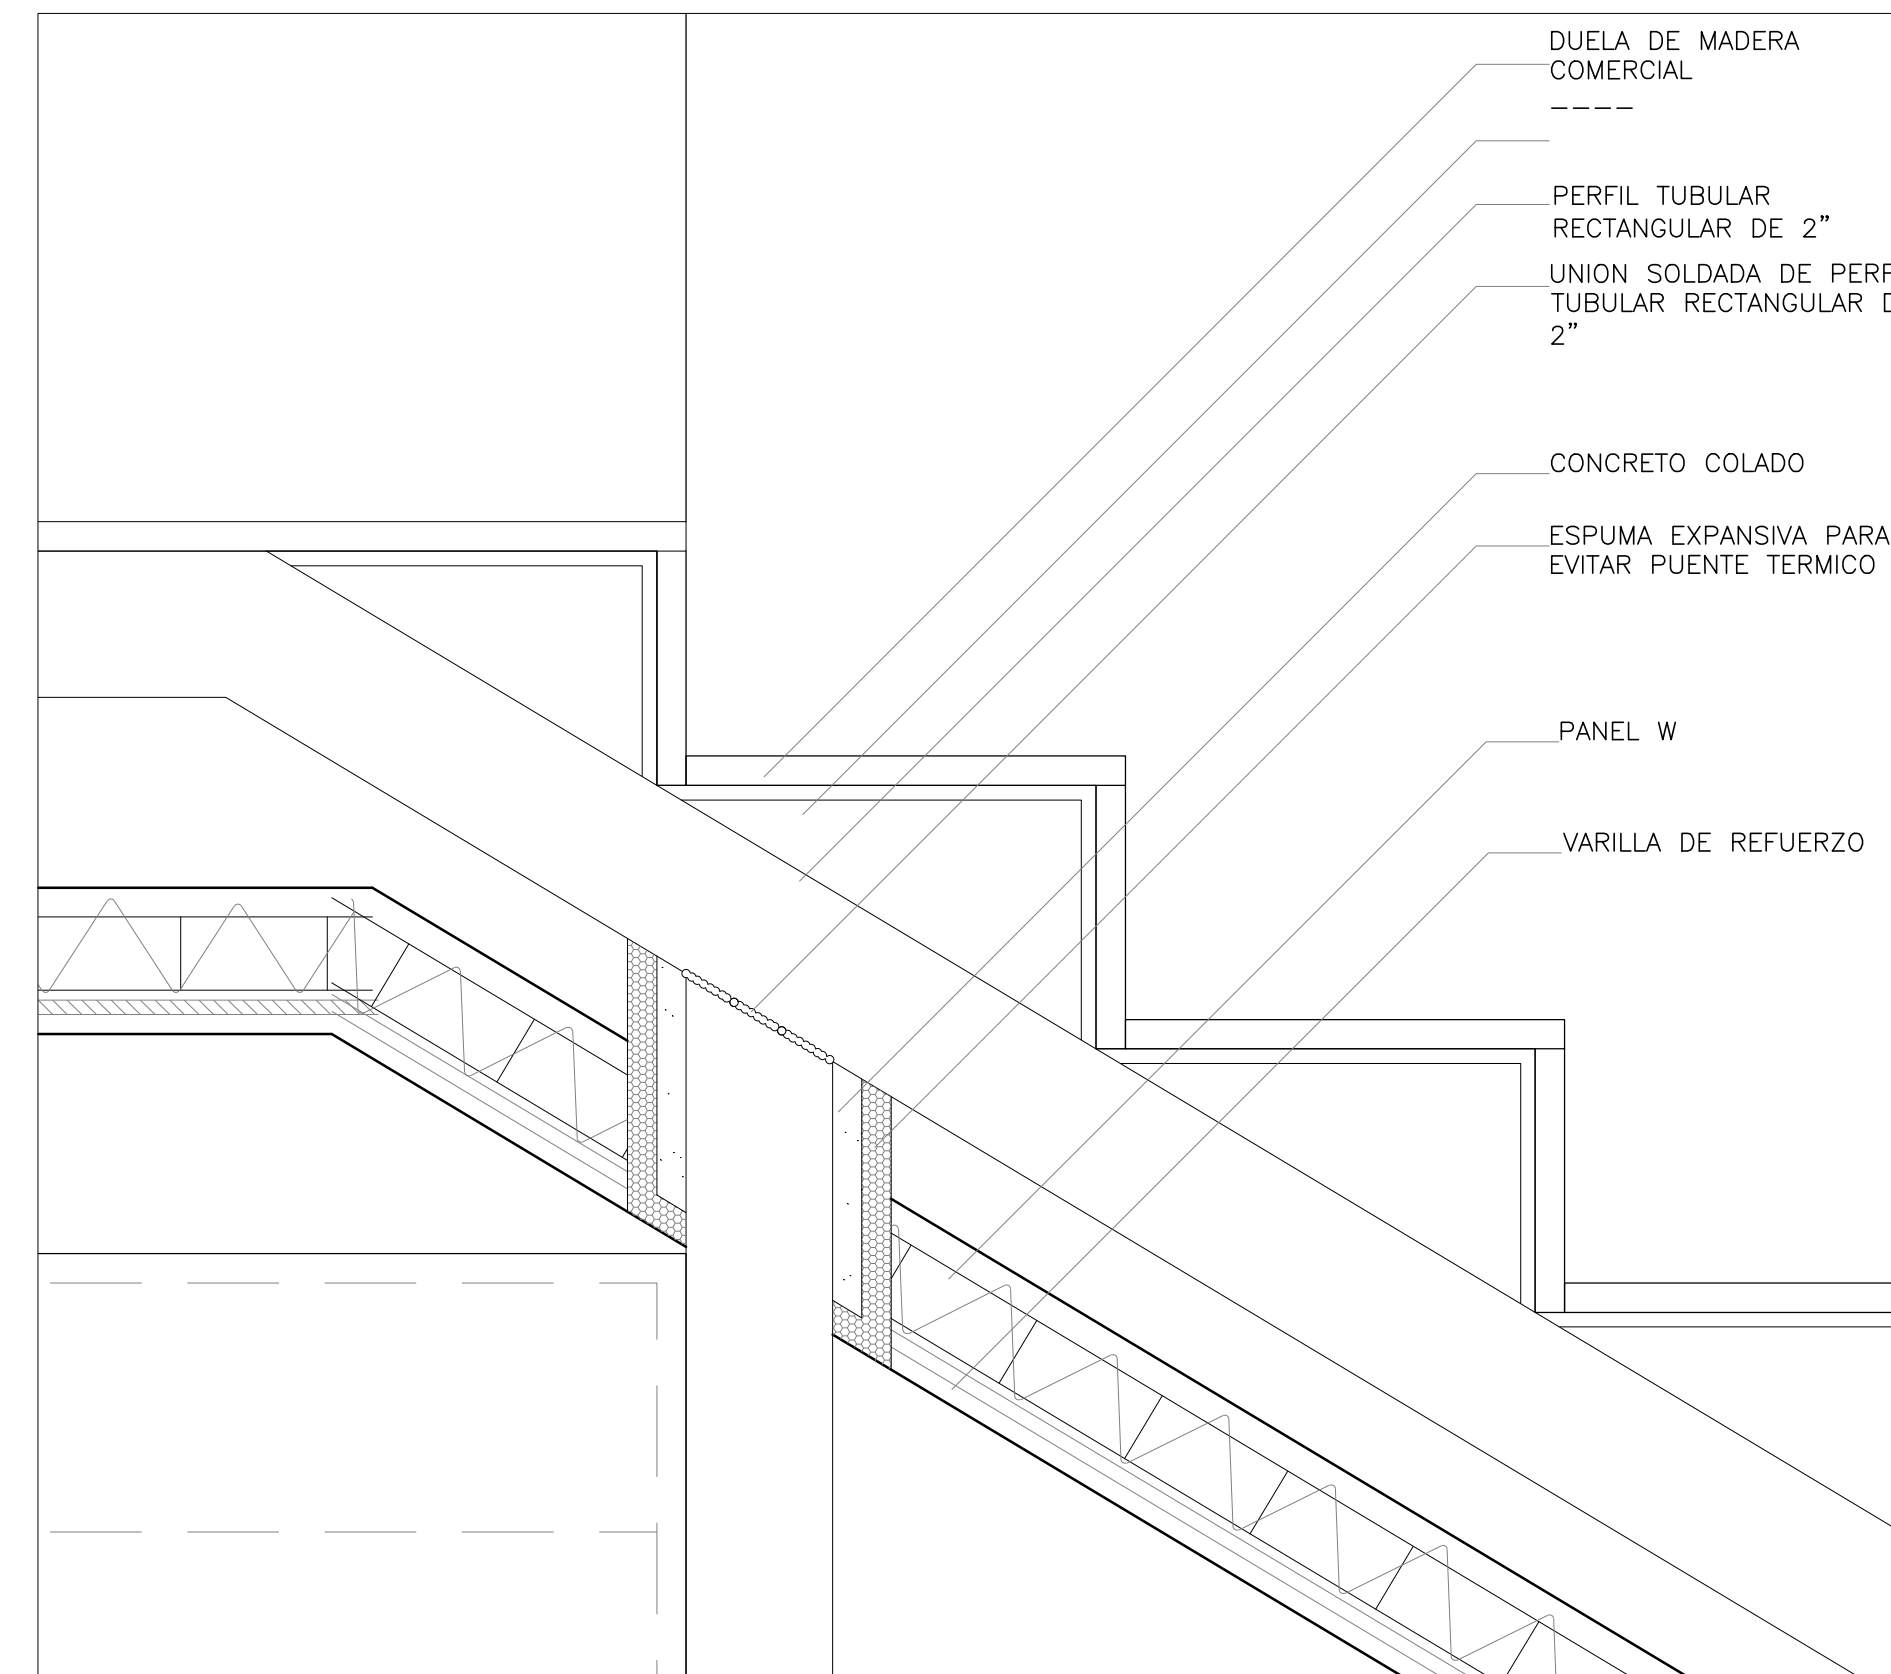 DUELA DE MADERA
COMERCIAL
----
PERFIL TUBULAR
RECTANGULAR DE 2”
UNION SOLDADA DE PERF
TUBULAR RECTANGULAR D
2”
CONCRETO COLADO
ESPUMA EXPANSIVA PARA
EVITAR PUENTE TERMICO
PANEL W
VARILLA DE REFUERZO